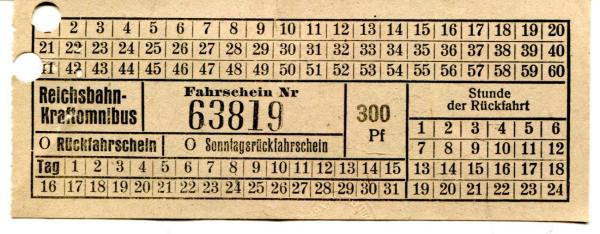 2 3 4 5 6 7 8 9 10 11 12 13 14 15 16 17 18 19 20
21 22 23 24 25 26 27 28 29 30 31 32 33 34 35 36 37 38 39 40
41 42 43 44 45 46 47 48 49 50 51 52 53 54 55 56 57 58 59 60
Reichsbahn-
Kraftomnibus
Fahrschein Nr
63819
300
Pf
O Rückfahrschein
O Sonntagsrückfahrschein
Tag 1 2 3 4 5 6 7 8 9 10 11 12 13 14 15
16 17 18 19 20 21 22 23 24 25 26 27 28 29 30 31
Stunde
der Rückfahrt
1 2 3 4 5 6
7 8 9 10 11 12
13 14 15 16 17 18
19 20 21 22 23 24